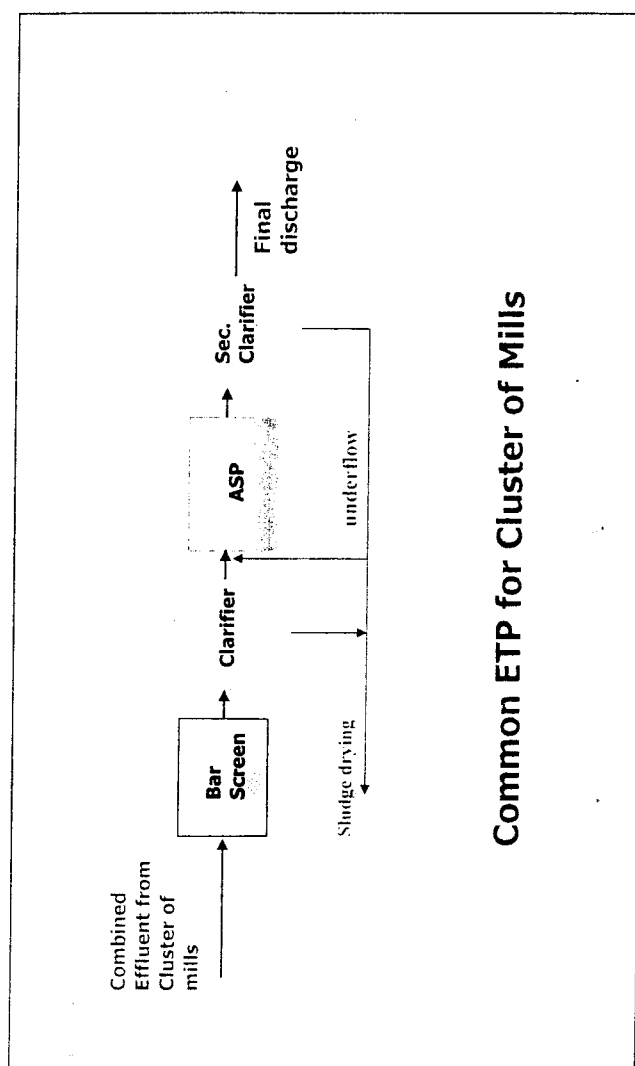 Combined
Effluent from
Cluster of
mills
Bar
Screen
Clarifier
ASP
Sec.
Clarifier
Final
discharge
Sludge drying
underflow
Common ETP for Cluster of Mills